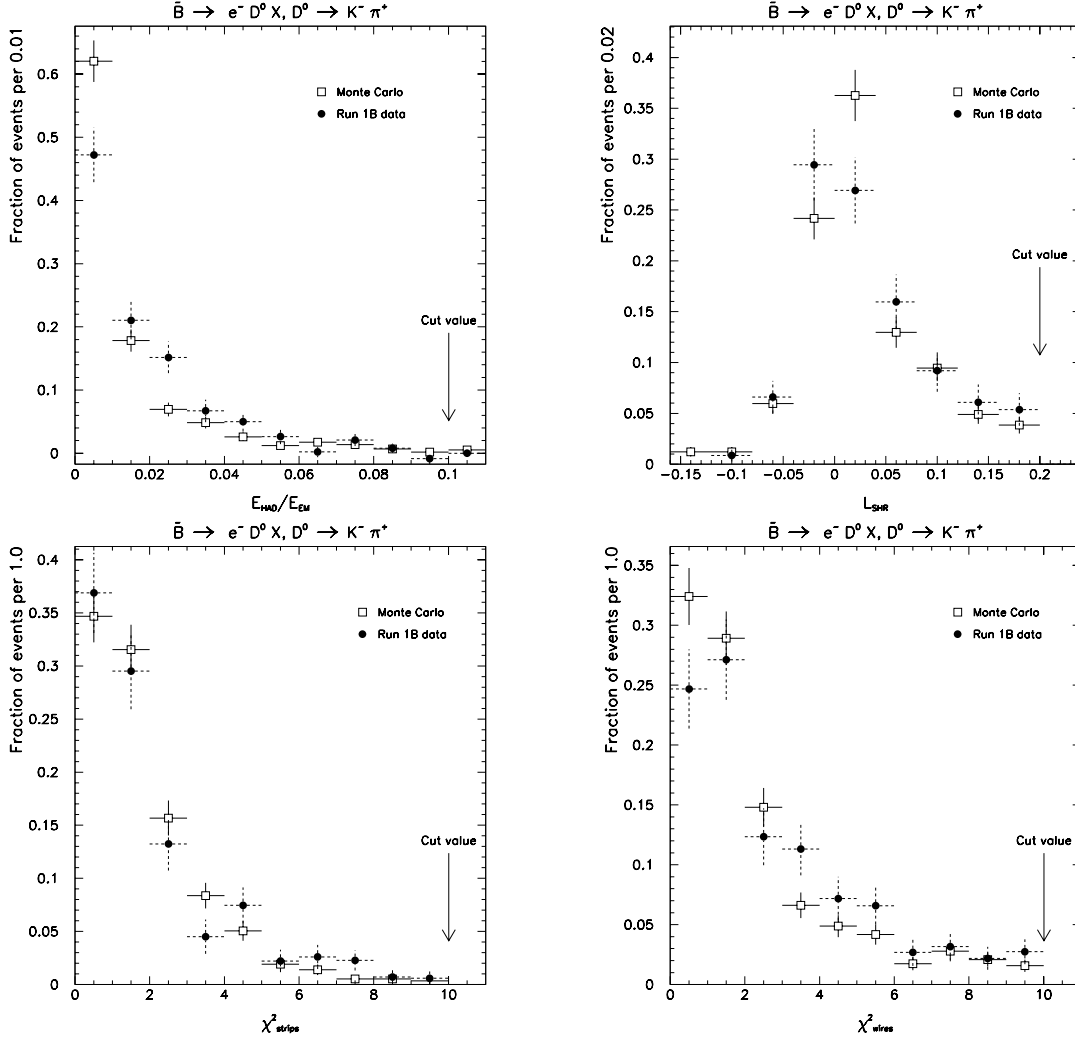 B̄ → e⁻ D⁰ X, D⁰ → K⁻ π⁺
Fraction of events per 0.01
0.6
0.5
0.4
0.3
0.2
0.1
0
Monte Carlo
Run 1B data
Cut value
0 0.02 0.04 0.06 0.08 0.1
E_HAD/E_EM
B̄ → e⁻ D⁰ X, D⁰ → K⁻ π⁺
Fraction of events per 0.02
0.4
0.35
0.3
0.25
0.2
0.15
0.1
0.05
0
Monte Carlo
Run 1B data
Cut value
−0.15 −0.1 −0.05 0 0.05 0.1 0.15 0.2
L_SHR
B̄ → e⁻ D⁰ X, D⁰ → K⁻ π⁺
Fraction of events per 1.0
0.4
0.35
0.3
0.25
0.2
0.15
0.1
0.05
0
Monte Carlo
Run 1B data
Cut value
0 2 4 6 8 10
χ²_strips
B̄ → e⁻ D⁰ X, D⁰ → K⁻ π⁺
Fraction of events per 1.0
0.35
0.3
0.25
0.2
0.15
0.1
0.05
0
Monte Carlo
Run 1B data
Cut value
0 2 4 6 8 10
χ²_wires